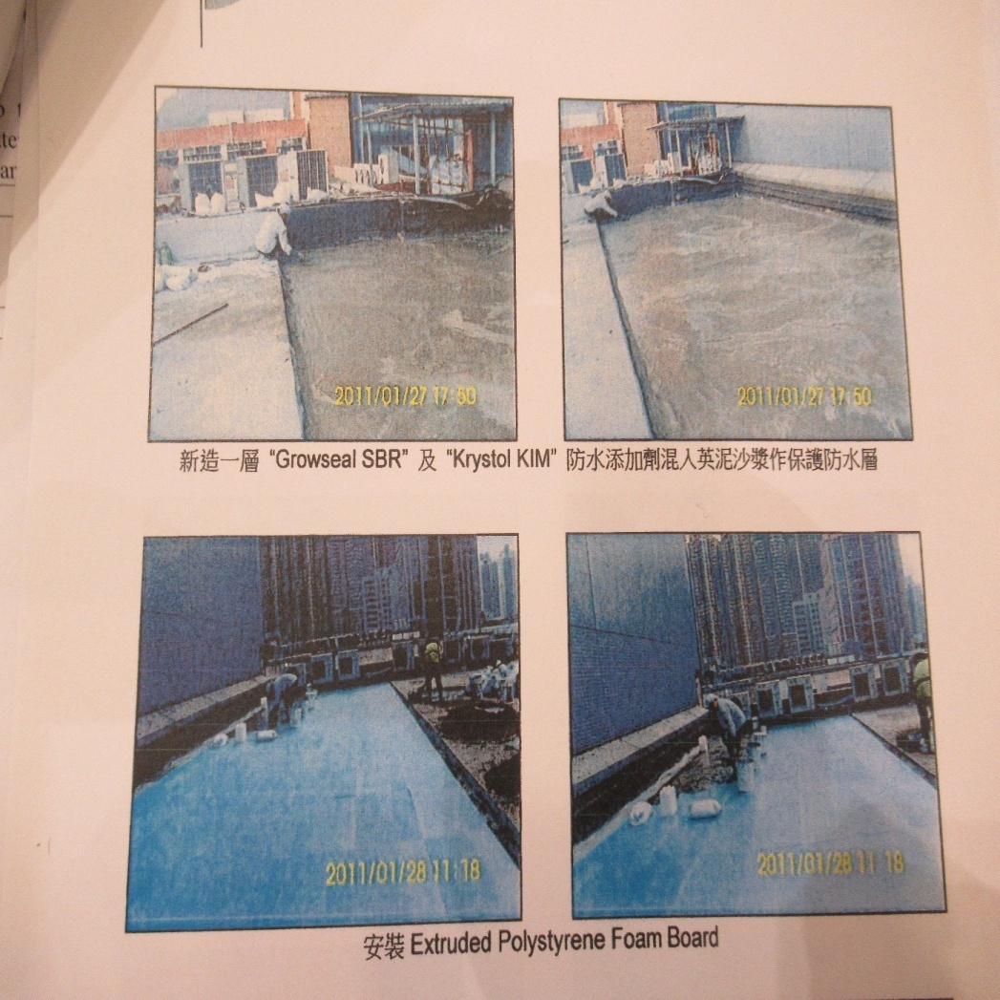 ate
ar
2011/01/27 17:50
2011/01/27 17:50
新造一層 “Growseal SBR” 及 “Krystol KIM” 防水添加劑混入英泥沙漿作保護防水層
2011/01/28 11:18
2011/01/28 11 18
安裝 Extruded Polystyrene Foam Board